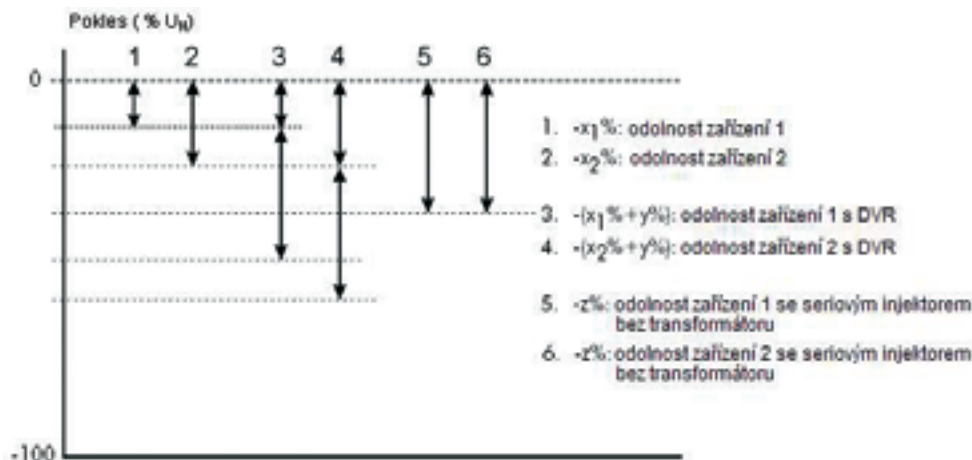 Pokles ( % UN)
1 2 3 4 5 6
0
1. -x1%: odolnost zařízení 1
2. -x2%: odolnost zařízení 2
3. -(x1%+y%): odolnost zařízení 1 s DVR
4. -(x2%+y%): odolnost zařízení 2 s DVR
5. -z%: odolnost zařízení 1 se seriovým injektorem
bez transformátoru
6. -z%: odolnost zařízení 2 se seriovým injektorem
bez transformátoru
-100